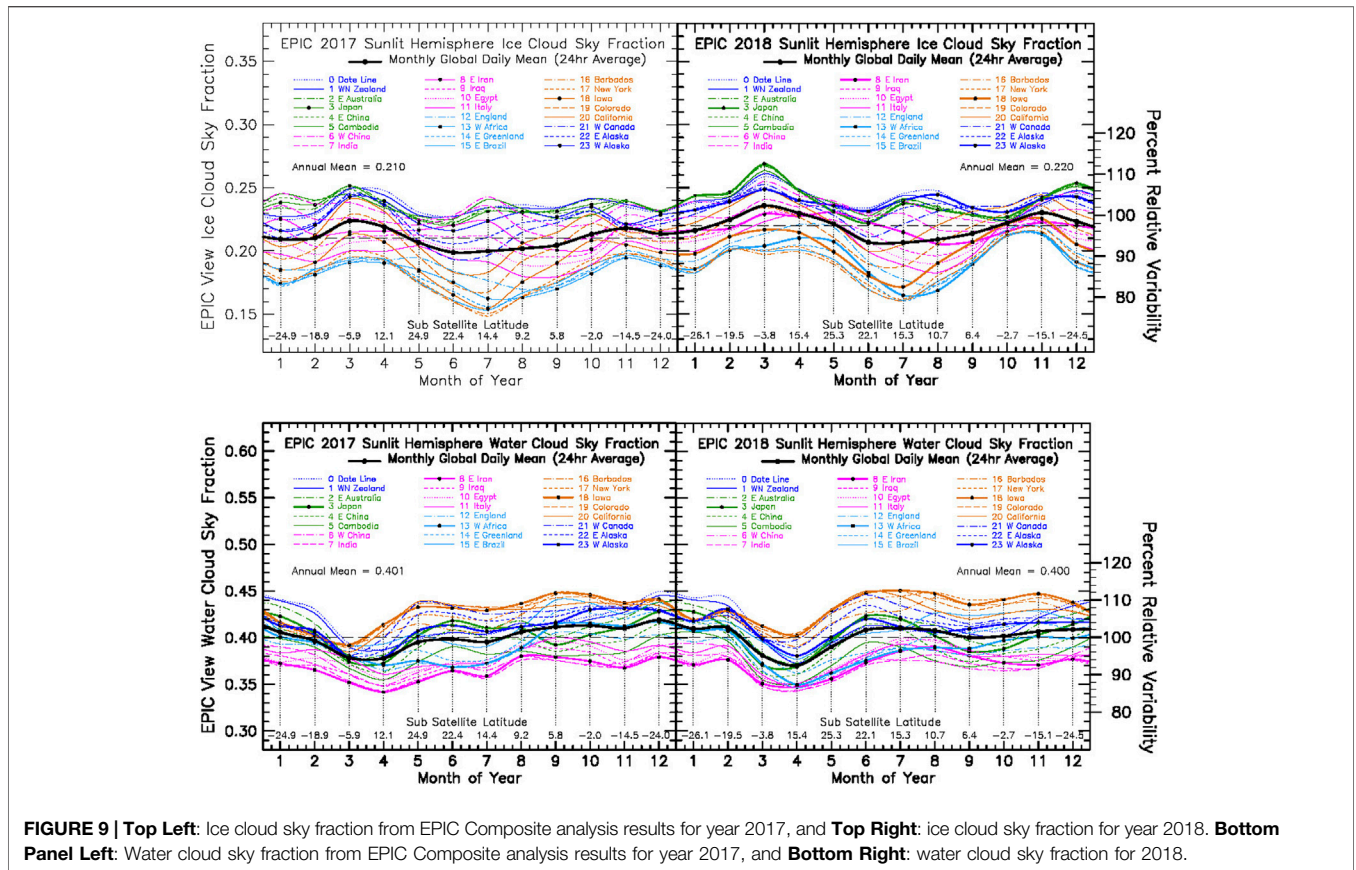 EPIC 2017 Sunlit Hemisphere Ice Cloud Sky Fraction
Monthly Global Daily Mean (24hr Average)
0 Date Line 8 E Iran 16 Barbados
1 WN Zealand 9 Iraq 17 New York
2 E Australia 10 Egypt 18 Iowa
3 Japan 11 Italy 19 Colorado
4 E China 12 England 20 California
5 Cambodia 13 W Africa 21 W Canada
6 W China 14 E Greenland 22 E Alaska
7 India 15 E Brazil 23 W Alaska
Annual Mean = 0.210
EPIC View Ice Cloud Sky Fraction
0.35
0.30
0.25
0.20
0.15
Sub Satellite Latitude
-24.9 -18.9 -5.9 12.1 24.9 22.4 14.4 9.2 5.8 -2.0 -14.5 -24.0
1 2 3 4 5 6 7 8 9 10 11 12
Month of Year
EPIC 2018 Sunlit Hemisphere Ice Cloud Sky Fraction
Monthly Global Daily Mean (24hr Average)
0 Date Line 8 E Iran 16 Barbados
1 WN Zealand 9 Iraq 17 New York
2 E Australia 10 Egypt 18 Iowa
3 Japan 11 Italy 19 Colorado
4 E China 12 England 20 California
5 Cambodia 13 W Africa 21 W Canada
6 W China 14 E Greenland 22 E Alaska
7 India 15 E Brazil 23 W Alaska
Annual Mean = 0.220
Percent Relative Variability
120
110
100
90
80
Sub Satellite Latitude
-26.1 -19.5 -3.8 15.4 25.3 22.1 15.3 10.7 6.4 -2.7 -15.1 -24.5
1 2 3 4 5 6 7 8 9 10 11 12
Month of Year
EPIC 2017 Sunlit Hemisphere Water Cloud Sky Fraction
Monthly Global Daily Mean (24hr Average)
0 Date Line 8 E Iran 16 Barbados
1 WN Zealand 9 Iraq 17 New York
2 E Australia 10 Egypt 18 Iowa
3 Japan 11 Italy 19 Colorado
4 E China 12 England 20 California
5 Cambodia 13 W Africa 21 W Canada
6 W China 14 E Greenland 22 E Alaska
7 India 15 E Brazil 23 W Alaska
Annual Mean = 0.401
EPIC View Water Cloud Sky Fraction
0.60
0.55
0.50
0.45
0.40
0.35
0.30
Sub Satellite Latitude
-24.9 -18.9 -5.9 12.1 24.9 22.4 14.4 9.2 5.8 -2.0 -14.5 -24.0
1 2 3 4 5 6 7 8 9 10 11 12
Month of Year
EPIC 2018 Sunlit Hemisphere Water Cloud Sky Fraction
Monthly Global Daily Mean (24hr Average)
0 Date Line 8 E Iran 16 Barbados
1 WN Zealand 9 Iraq 17 New York
2 E Australia 10 Egypt 18 Iowa
3 Japan 11 Italy 19 Colorado
4 E China 12 England 20 California
5 Cambodia 13 W Africa 21 W Canada
6 W China 14 E Greenland 22 E Alaska
7 India 15 E Brazil 23 W Alaska
Annual Mean = 0.400
Percent Relative Variability
120
110
100
90
80
Sub Satellite Latitude
-26.1 -19.5 -3.8 15.4 25.3 22.1 15.3 10.7 6.4 -2.7 -15.1 -24.5
1 2 3 4 5 6 7 8 9 10 11 12
Month of Year
FIGURE 9 | Top Left: Ice cloud sky fraction from EPIC Composite analysis results for year 2017, and Top Right: ice cloud sky fraction for year 2018. Bottom
Panel Left: Water cloud sky fraction from EPIC Composite analysis results for year 2017, and Bottom Right: water cloud sky fraction for 2018.